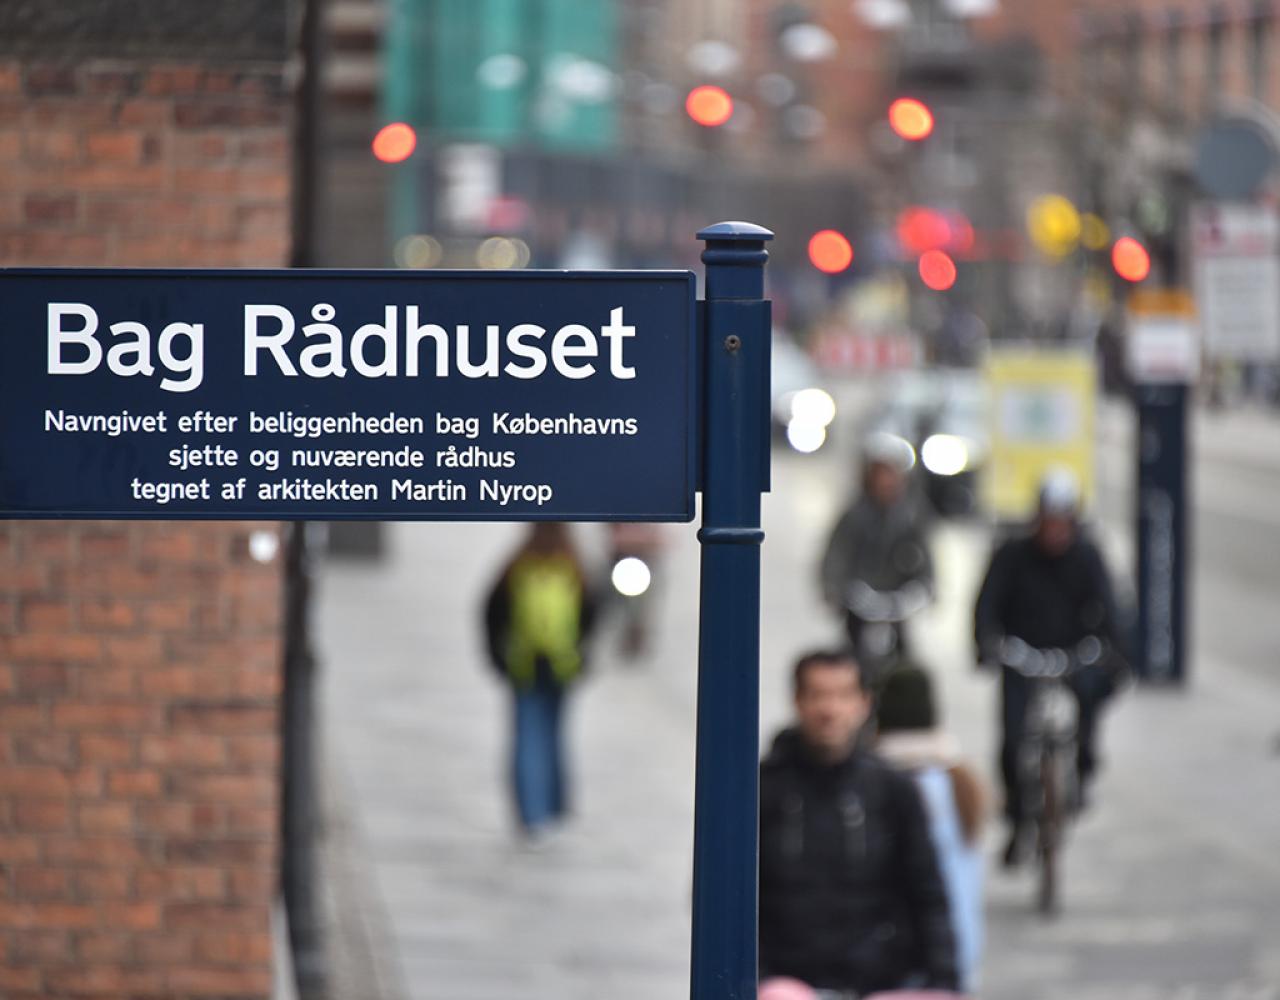 Bag Rådhuset
Navngivet efter beliggenheden bag Københavns
sjette og nuværende rådhus
tegnet af arkitekten Martin Nyrop